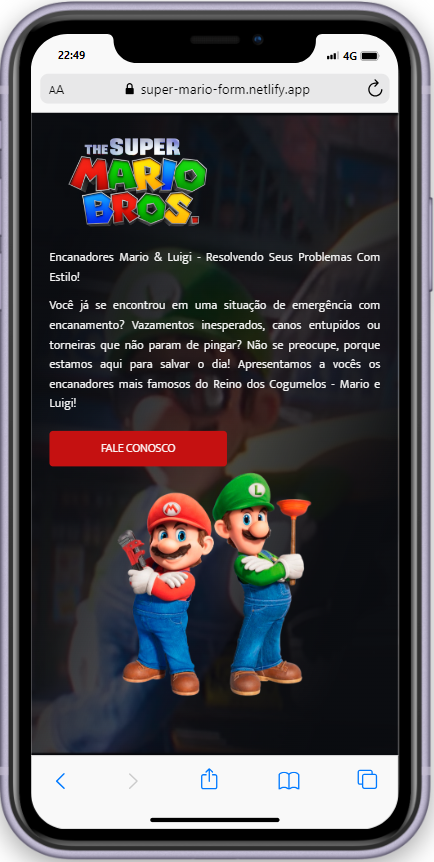 22:49
4G
AA
super-mario-form.netlify.app
THE SUPER
MARIO
BROS.
Encanadores Mario & Luigi - Resolvendo Seus Problemas Com
Estilo!
Você já se encontrou em uma situação de emergência com
encanamento? Vazamentos inesperados, canos entupidos ou
torneiras que não param de pingar? Não se preocupe, porque
estamos aqui para salvar o dia! Apresentamos a vocês os
encanadores mais famosos do Reino dos Cogumelos - Mario e
Luigi!
FALE CONOSCO
M
L